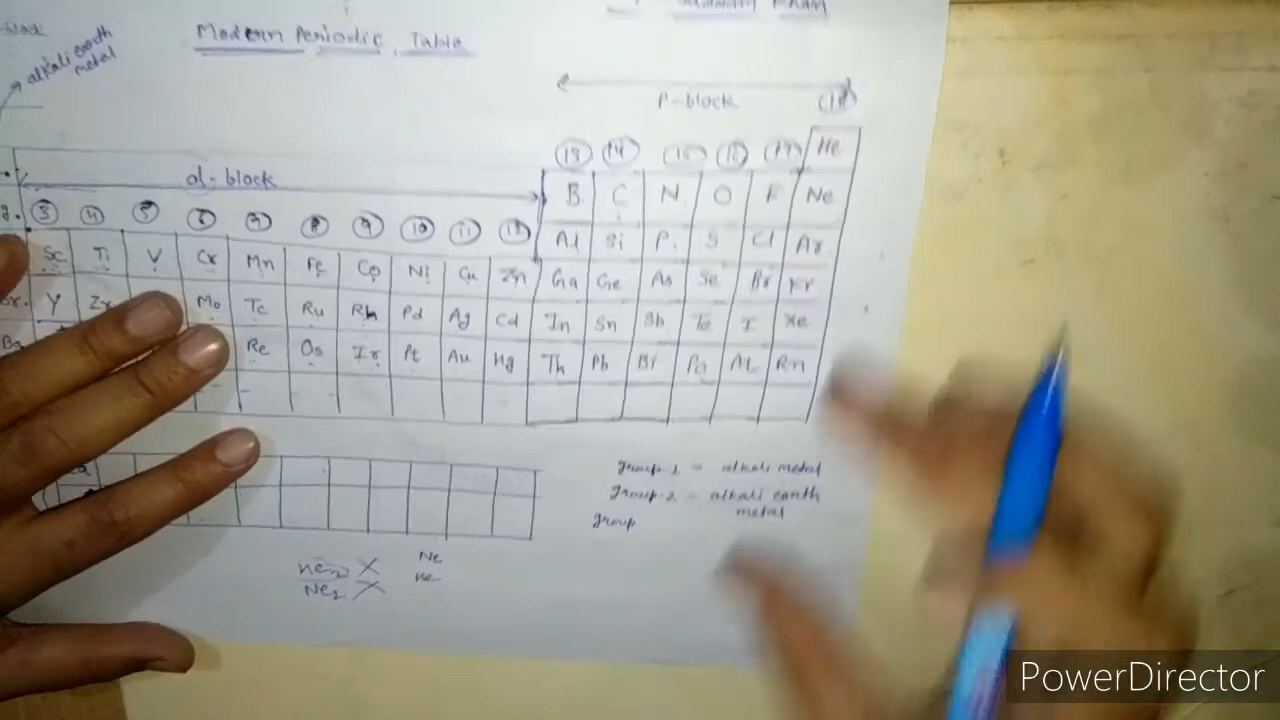 Modern Periodic Table
alkali earth
metal
P-block
(18)
d-block
13 14 15 16 17 He
B. C N O F Ne
3 4 5 6 7 8 9 10 11 12 Al Si P. S Cl Ar
Sc Ti V Cr Mn Fe Co Ni Cu Zn Ga Ge As Se Br Kr
Y Zr Mo Tc Ru Rh Pd Ag Cd In Sn Sb Te I Xe
Re Os Ir Pt Au Hg Th Pb Bi Po At Rn
group-1 = alkali metal
group-2 = alkali earth
metal
group
Ne
He
He2 X
Ne2 X
PowerDirector